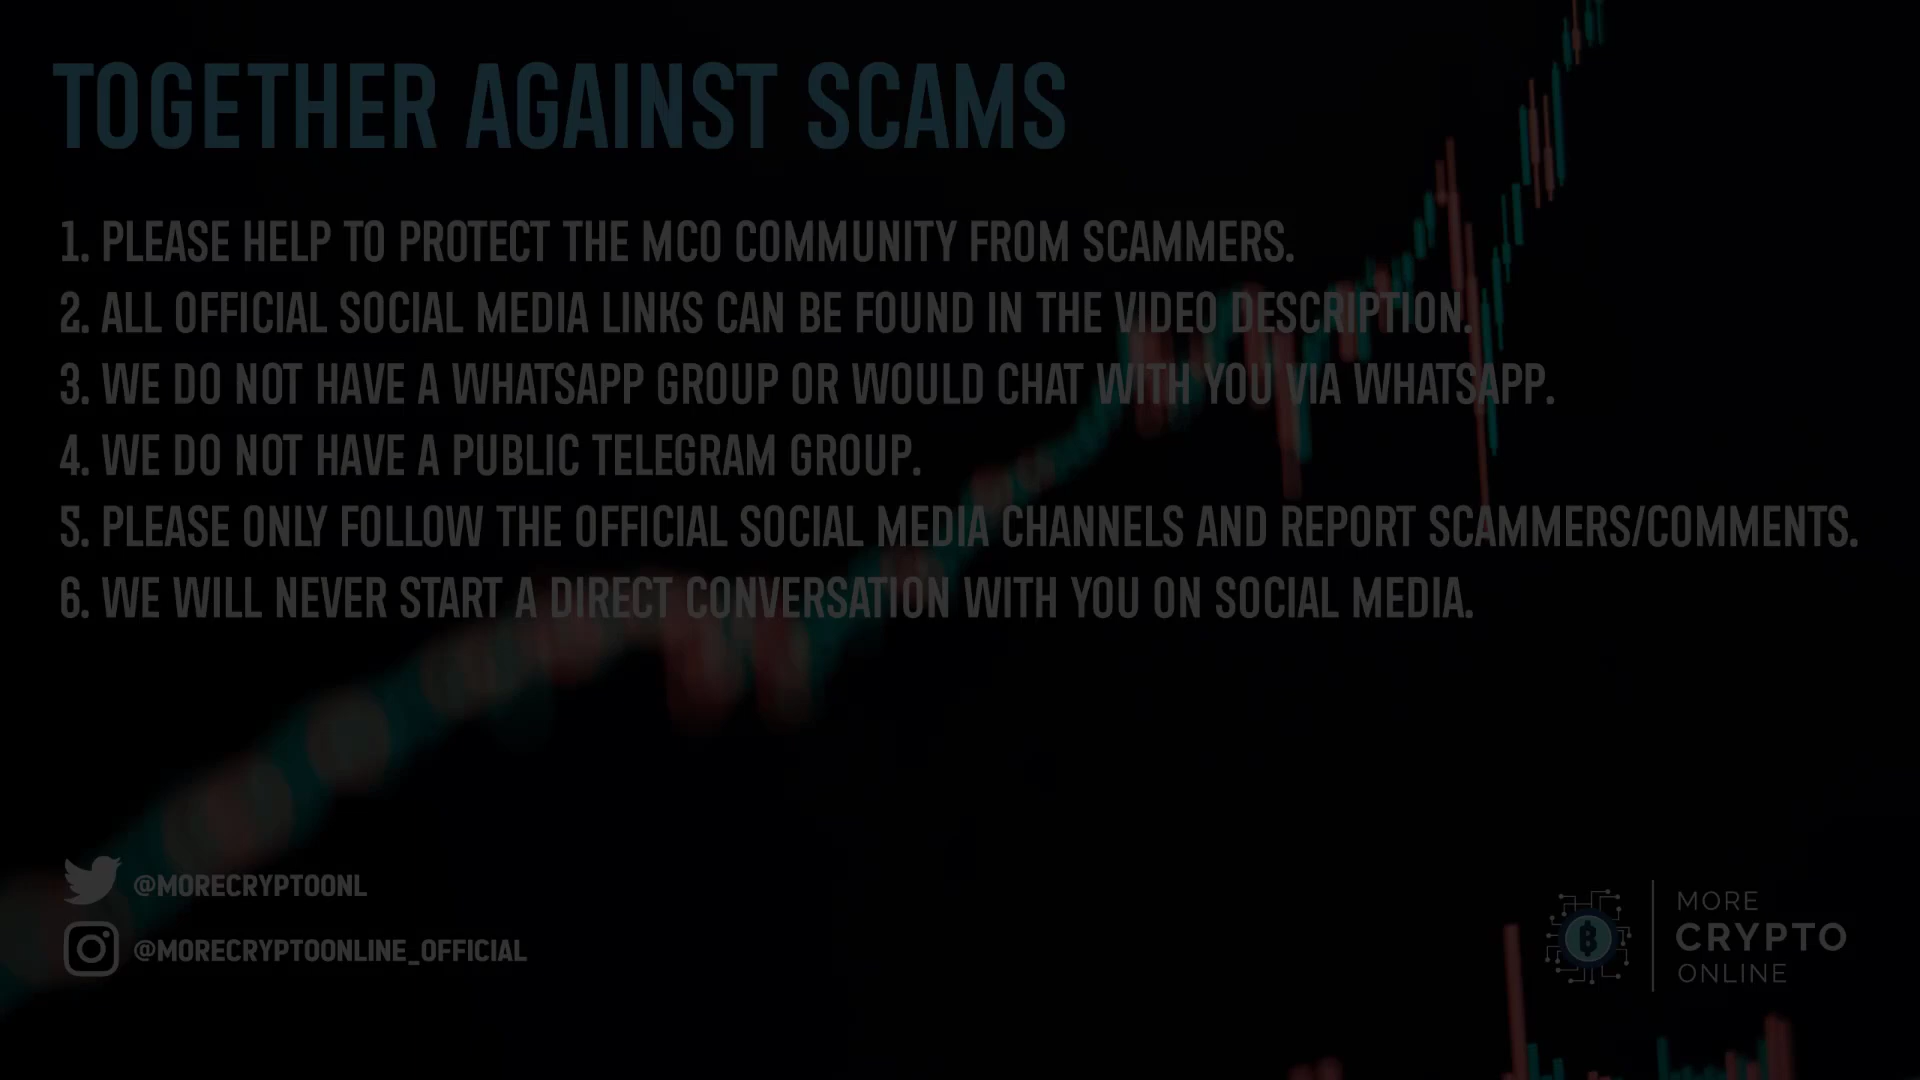 TOGETHER AGAINST SCAMS
1. PLEASE HELP TO PROTECT THE MCO COMMUNITY FROM SCAMMERS.
2. ALL OFFICIAL SOCIAL MEDIA LINKS CAN BE FOUND IN THE VIDEO DESCRIPTION.
3. WE DO NOT HAVE A WHATSAPP GROUP OR WOULD CHAT WITH YOU VIA WHATSAPP.
4. WE DO NOT HAVE A PUBLIC TELEGRAM GROUP.
5. PLEASE ONLY FOLLOW THE OFFICIAL SOCIAL MEDIA CHANNELS AND REPORT SCAMMERS/COMMENTS.
6. WE WILL NEVER START A DIRECT CONVERSATION WITH YOU ON SOCIAL MEDIA.
@MORECRYPTOONL
@MORECRYPTOONLINE_OFFICIAL
MORE
CRYPTO
ONLINE